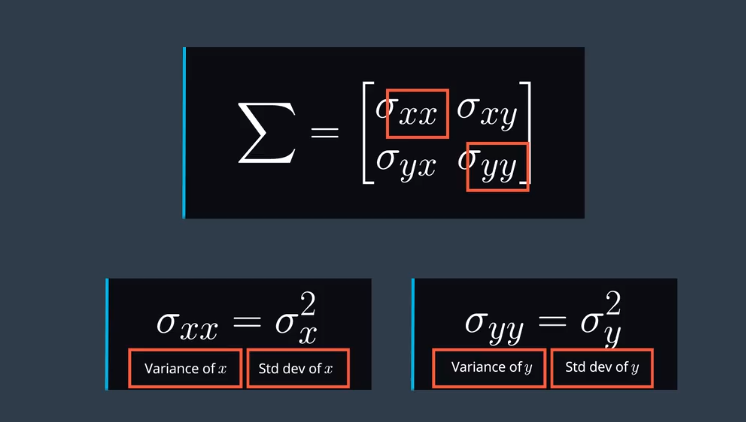 ∑ = [σxx σxy
σyx σyy]
σxx = σx²
Variance of x Std dev of x
σyy = σy²
Variance of y Std dev of y